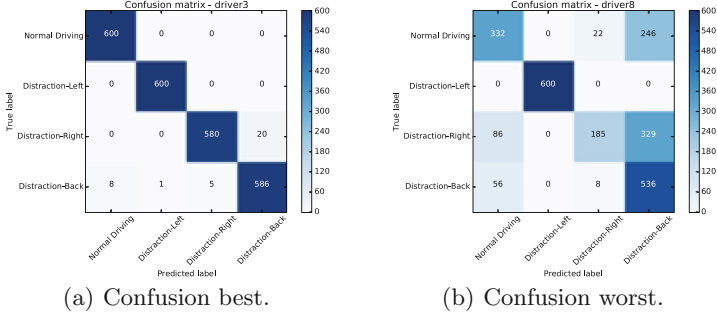 Confusion matrix - driver3
True label
Normal Driving 600 0 0 0
Distraction-Left 0 600 0 0
Distraction-Right 0 0 580 20
Distraction-Back 8 1 5 586
Normal Driving Distraction-Left Distraction-Right Distraction-Back
Predicted label
600
540
480
420
360
300
240
180
120
60
0
(a) Confusion best.
Confusion matrix - driver8
True label
Normal Driving 332 0 22 246
Distraction-Left 0 600 0 0
Distraction-Right 86 0 185 329
Distraction-Back 56 0 8 536
Normal Driving Distraction-Left Distraction-Right Distraction-Back
Predicted label
600
540
480
420
360
300
240
180
120
60
0
(b) Confusion worst.